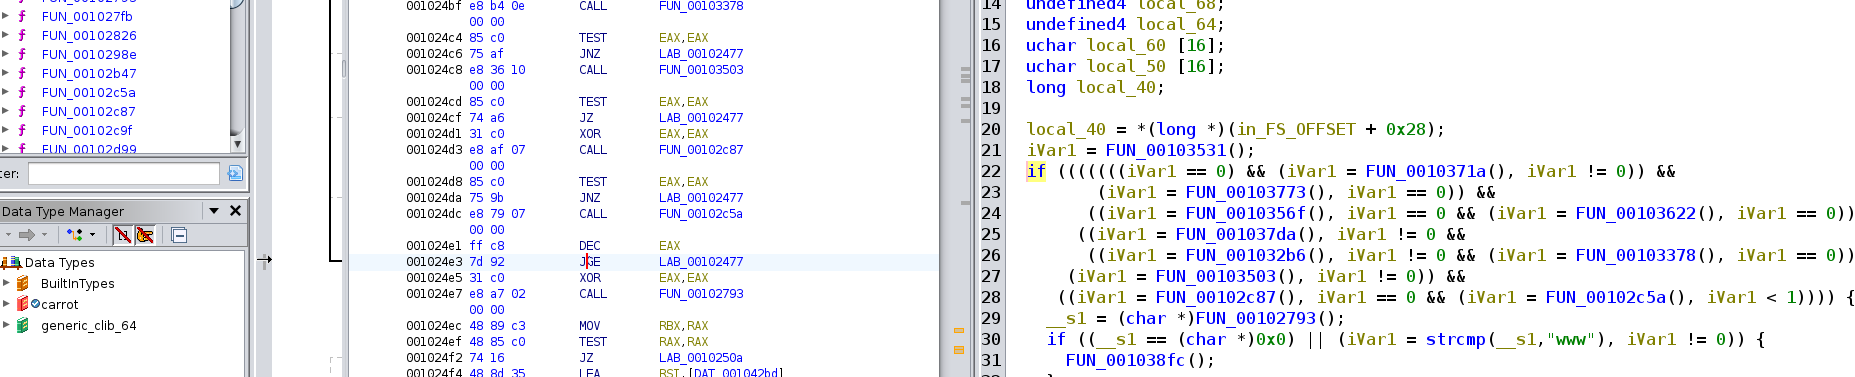 FUN_001027fb
FUN_00102826
FUN_0010298e
FUN_00102b47
FUN_00102c5a
FUN_00102c87
FUN_00102c9f
FUN_00102d99
ter:
Data Type Manager
Data Types
BuiltInTypes
carrot
generic_clib_64
001024bf e8 b4 0e CALL FUN_00103378
00 00
001024c4 85 c0 TEST EAX,EAX
001024c6 75 af JNZ LAB_00102477
001024c8 e8 36 10 CALL FUN_00103503
00 00
001024cd 85 c0 TEST EAX,EAX
001024cf 74 a6 JZ LAB_00102477
001024d1 31 c0 XOR EAX,EAX
001024d3 e8 af 07 CALL FUN_00102c87
00 00
001024d8 85 c0 TEST EAX,EAX
001024da 75 9b JNZ LAB_00102477
001024dc e8 79 07 CALL FUN_00102c5a
00 00
001024e1 ff c8 DEC EAX
001024e3 7d 92 JGE LAB_00102477
001024e5 31 c0 XOR EAX,EAX
001024e7 e8 a7 02 CALL FUN_00102793
00 00
001024ec 48 89 c3 MOV RBX,RAX
001024ef 48 85 c0 TEST RAX,RAX
001024f2 74 16 JZ LAB_0010250a
001024f4 48 8d 35 LEA RSI,[DAT_001042bd]
14 undefined4 local_68;
15 undefined4 local_64;
16 uchar local_60 [16];
17 uchar local_50 [16];
18 long local_40;
19
20 local_40 = *(long *)(in_FS_OFFSET + 0x28);
21 iVar1 = FUN_00103531();
22 if (((((((iVar1 == 0) && (iVar1 = FUN_0010371a(), iVar1 != 0)) &&
23 (iVar1 = FUN_00103773(), iVar1 == 0)) &&
24 ((iVar1 = FUN_0010356f(), iVar1 == 0 && (iVar1 = FUN_00103622(), iVar1 == 0))
25 ((iVar1 = FUN_001037da(), iVar1 != 0 &&
26 ((iVar1 = FUN_001032b6(), iVar1 != 0 && (iVar1 = FUN_00103378(), iVar1 == 0))
27 (iVar1 = FUN_00103503(), iVar1 != 0)) &&
28 ((iVar1 = FUN_00102c87(), iVar1 == 0 && (iVar1 = FUN_00102c5a(), iVar1 < 1)))) {
29 __s1 = (char *)FUN_00102793();
30 if ((__s1 == (char *)0x0) || (iVar1 = strcmp(__s1,"www"), iVar1 != 0)) {
31 FUN_001038fc();